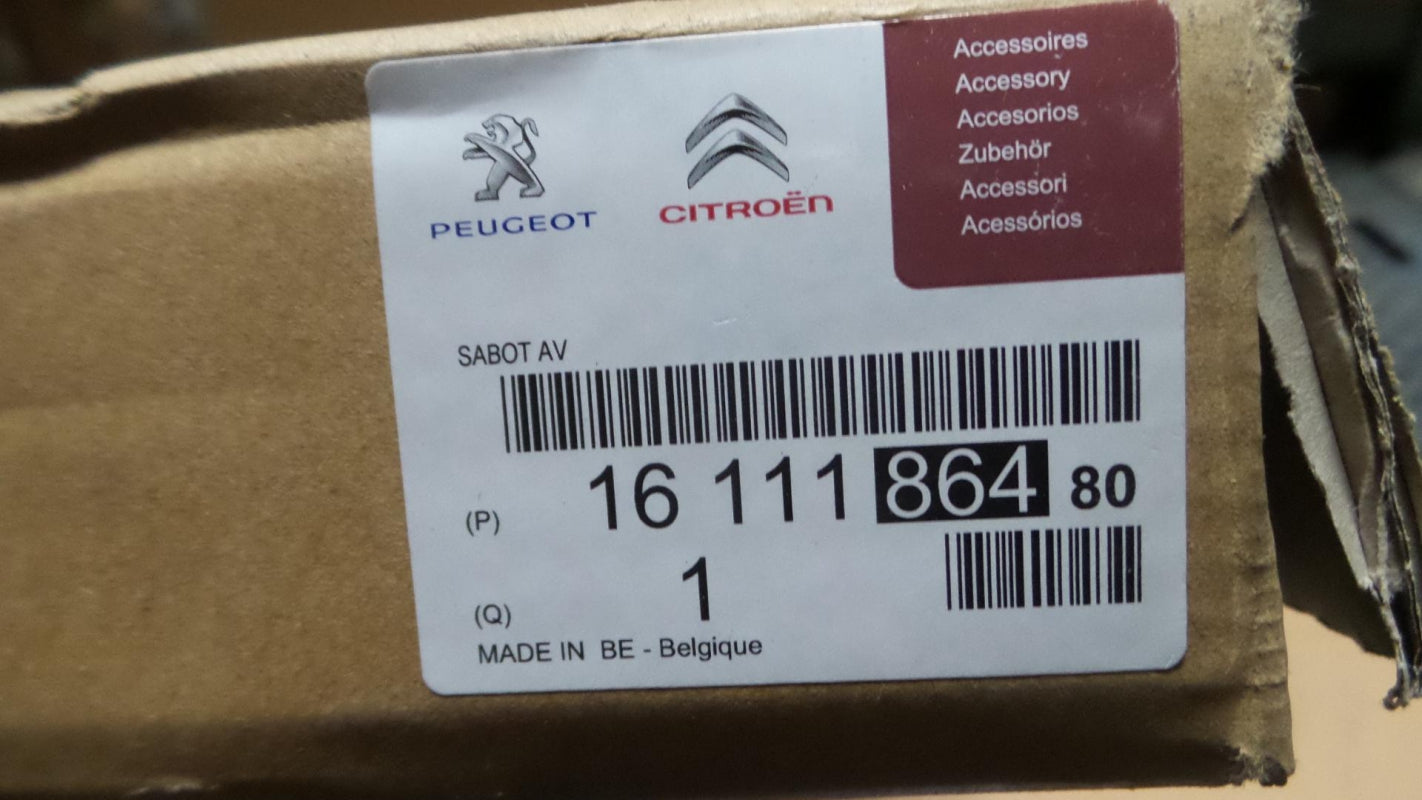 PEUGEOT
CITROËN
Accessoires
Accessory
Accesorios
Zubehör
Accessori
Acessórios
SABOT AV
(P) 16 111 864 80
(Q) 1
MADE IN BE - Belgique